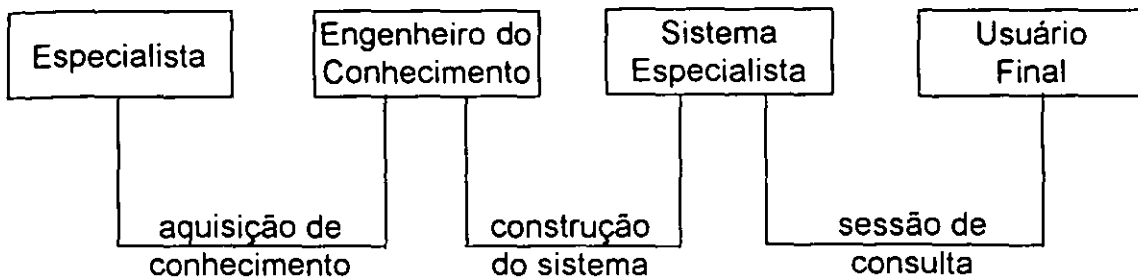 Especialista
Engenheiro do
Conhecimento
Sistema
Especialista
Usuário
Final
aquisição de
conhecimento
construção
do sistema
sessão de
consulta